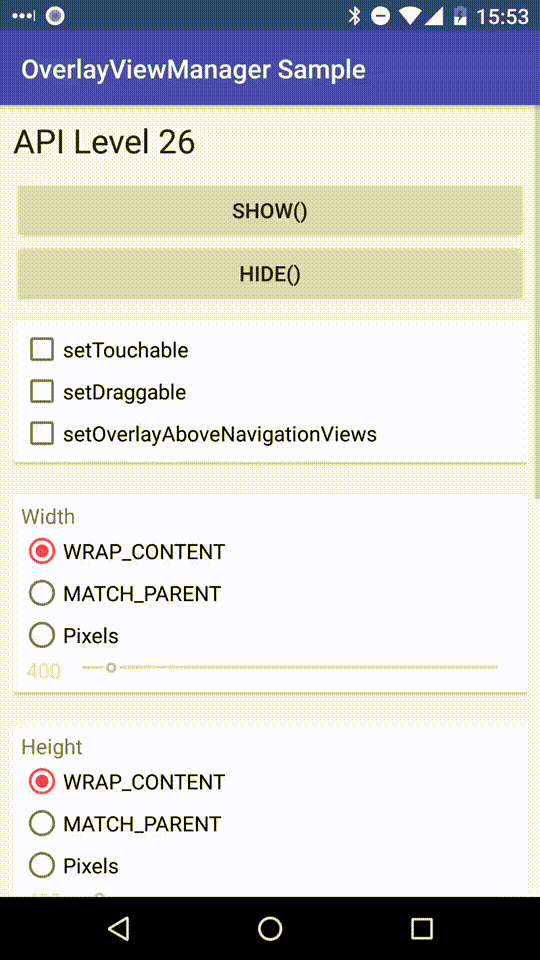 15:53
OverlayViewManager Sample
API Level 26
SHOW()
HIDE()
setTouchable
setDraggable
setOverlayAboveNavigationViews
Width
WRAP_CONTENT
MATCH_PARENT
Pixels
400
Height
WRAP_CONTENT
MATCH_PARENT
Pixels